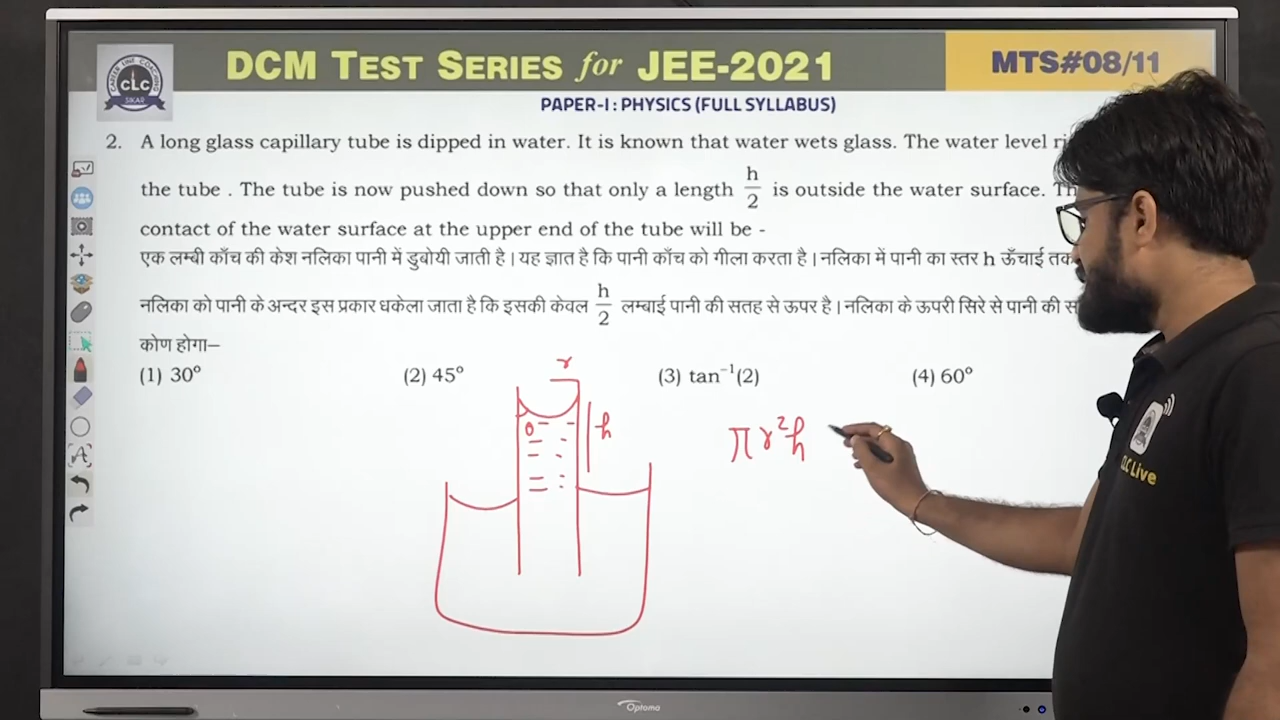 DCM TEST SERIES for JEE-2021
MTS#08/11
CAREER LINE COACHING
CLC
SIKAR
PAPER-I : PHYSICS (FULL SYLLABUS)
2. A long glass capillary tube is dipped in water. It is known that water wets glass. The water level
the tube . The tube is now pushed down so that only a length h/2 is outside the water surface.
contact of the water surface at the upper end of the tube will be -
एक लम्बी काँच की केश नलिका पानी में डुबोयी जाती है । यह ज्ञात है कि पानी काँच को गीला करता है । नलिका में पानी का स्तर h ऊँचाई तक
नलिका को पानी के अन्दर इस प्रकार धकेला जाता है कि इसकी केवल h/2 लम्बाई पानी की सतह से ऊपर है । नलिका के ऊपरी सिरे से पानी की
कोण होगा–
(1) 30° (2) 45° (3) tan⁻¹(2) (4) 60°
r
h
πr²h
CLC Live
Optoma